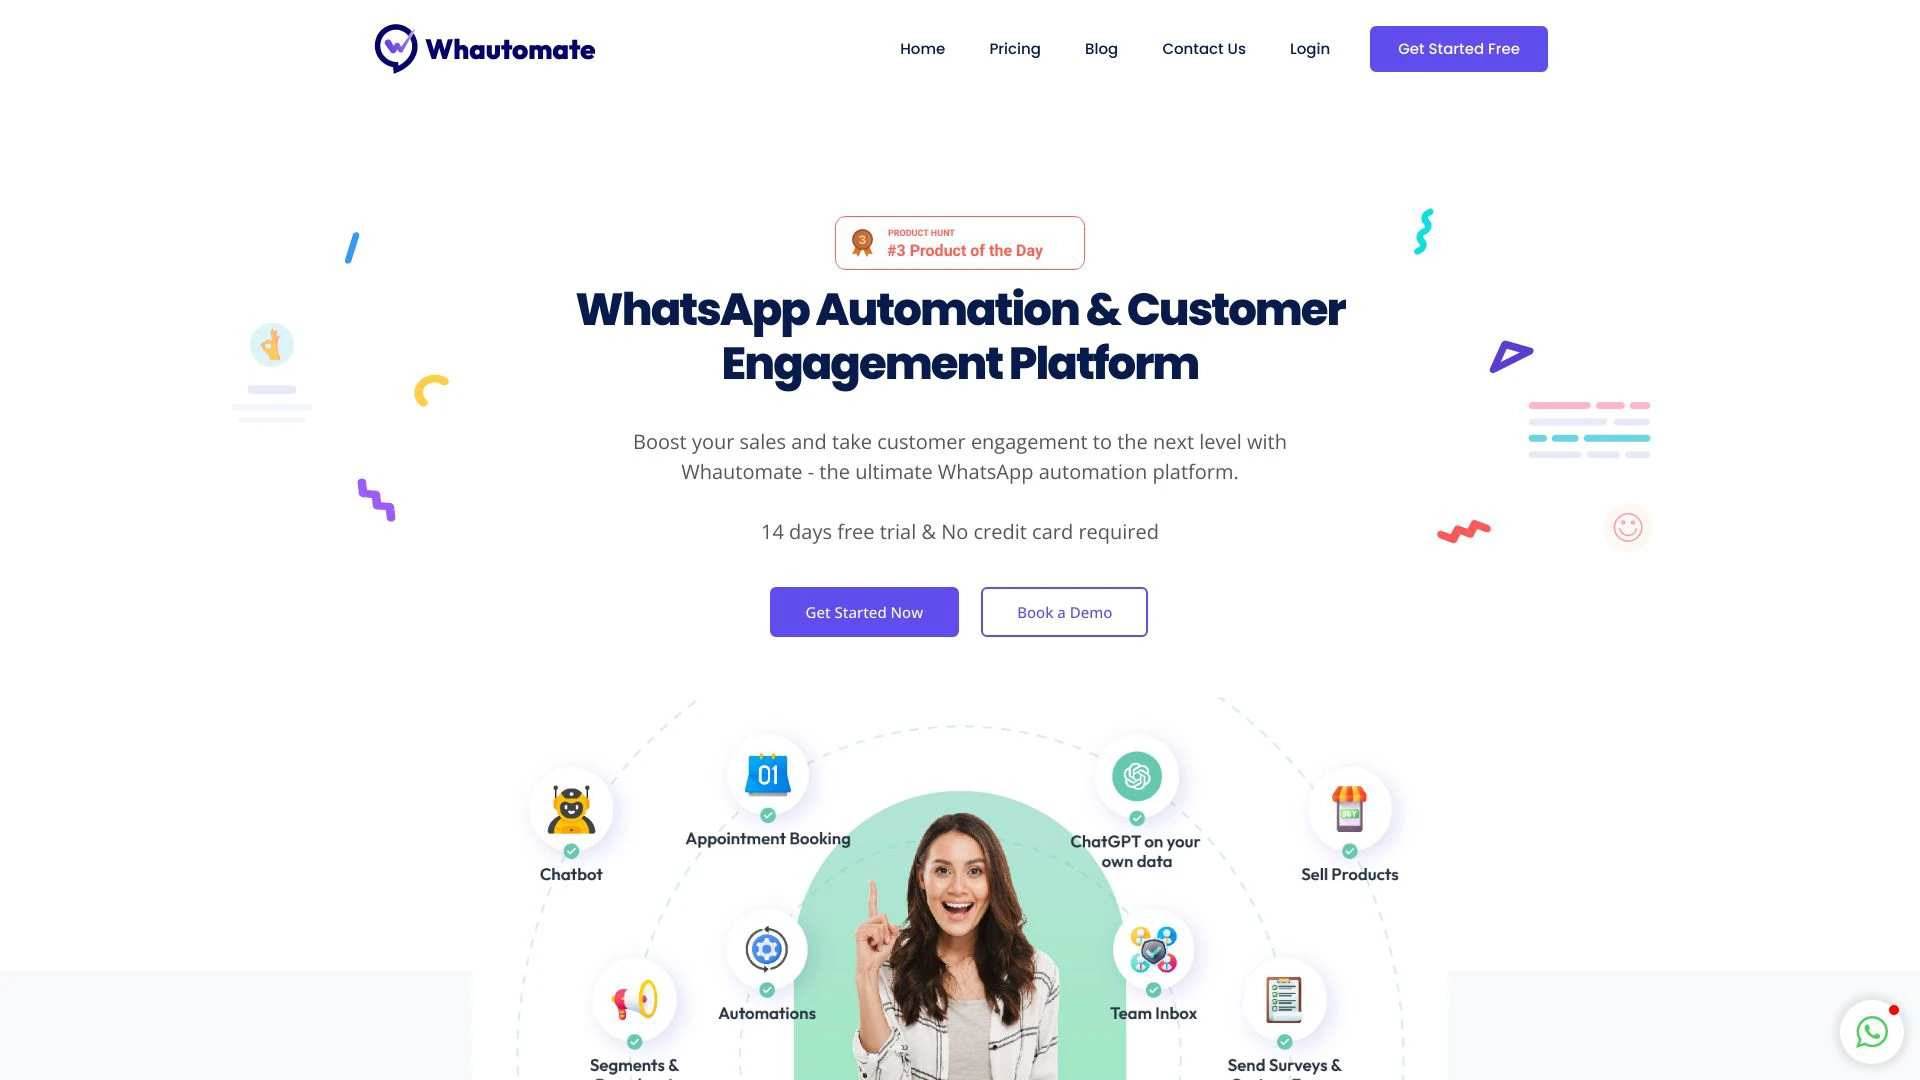 Whautomate
Home
Pricing
Blog
Contact Us
Login
Get Started Free
PRODUCT HUNT
3
#3 Product of the Day
WhatsApp Automation & Customer
Engagement Platform
Boost your sales and take customer engagement to the next level with
Whautomate - the ultimate WhatsApp automation platform.
14 days free trial & No credit card required
Get Started Now
Book a Demo
01
BUY
Appointment Booking
ChatGPT on your
own data
Chatbot
Sell Products
Automations
Team Inbox
Segments &
Send Surveys &